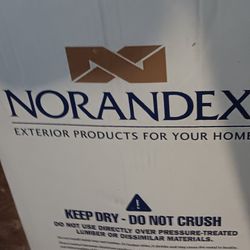 NORANDEX
EXTERIOR PRODUCTS FOR YOUR HOME
KEEP DRY - DO NOT CRUSH
DO NOT USE DIRECTLY OVER PRESSURE-TREATED
LUMBER OR DISSIMILAR MATERIALS.